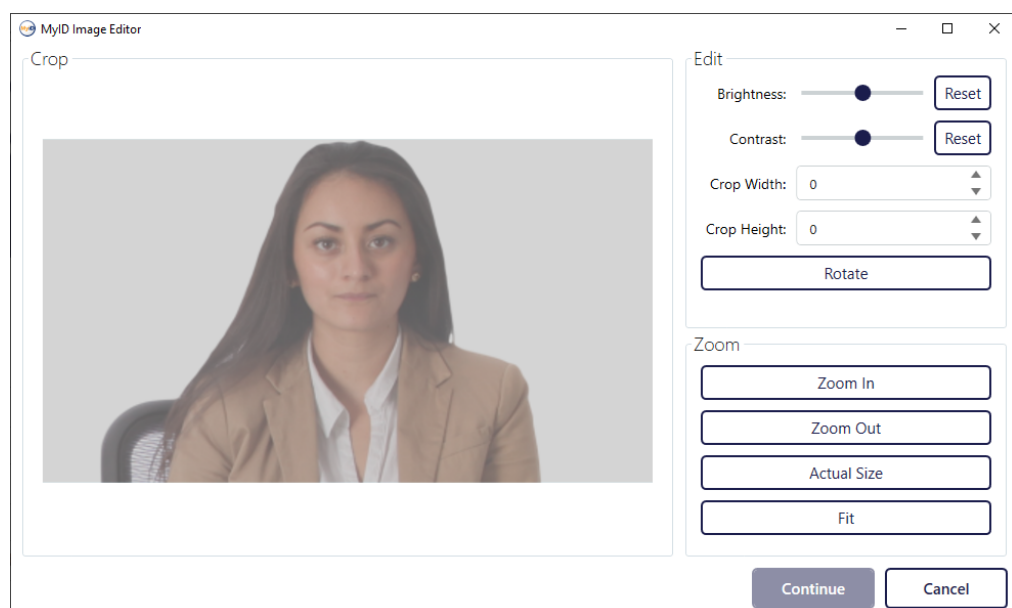 MyID Image Editor
Crop
Edit
Brightness: Reset
Contrast: Reset
Crop Width: 0
Crop Height: 0
Rotate
Zoom
Zoom In
Zoom Out
Actual Size
Fit
Continue Cancel